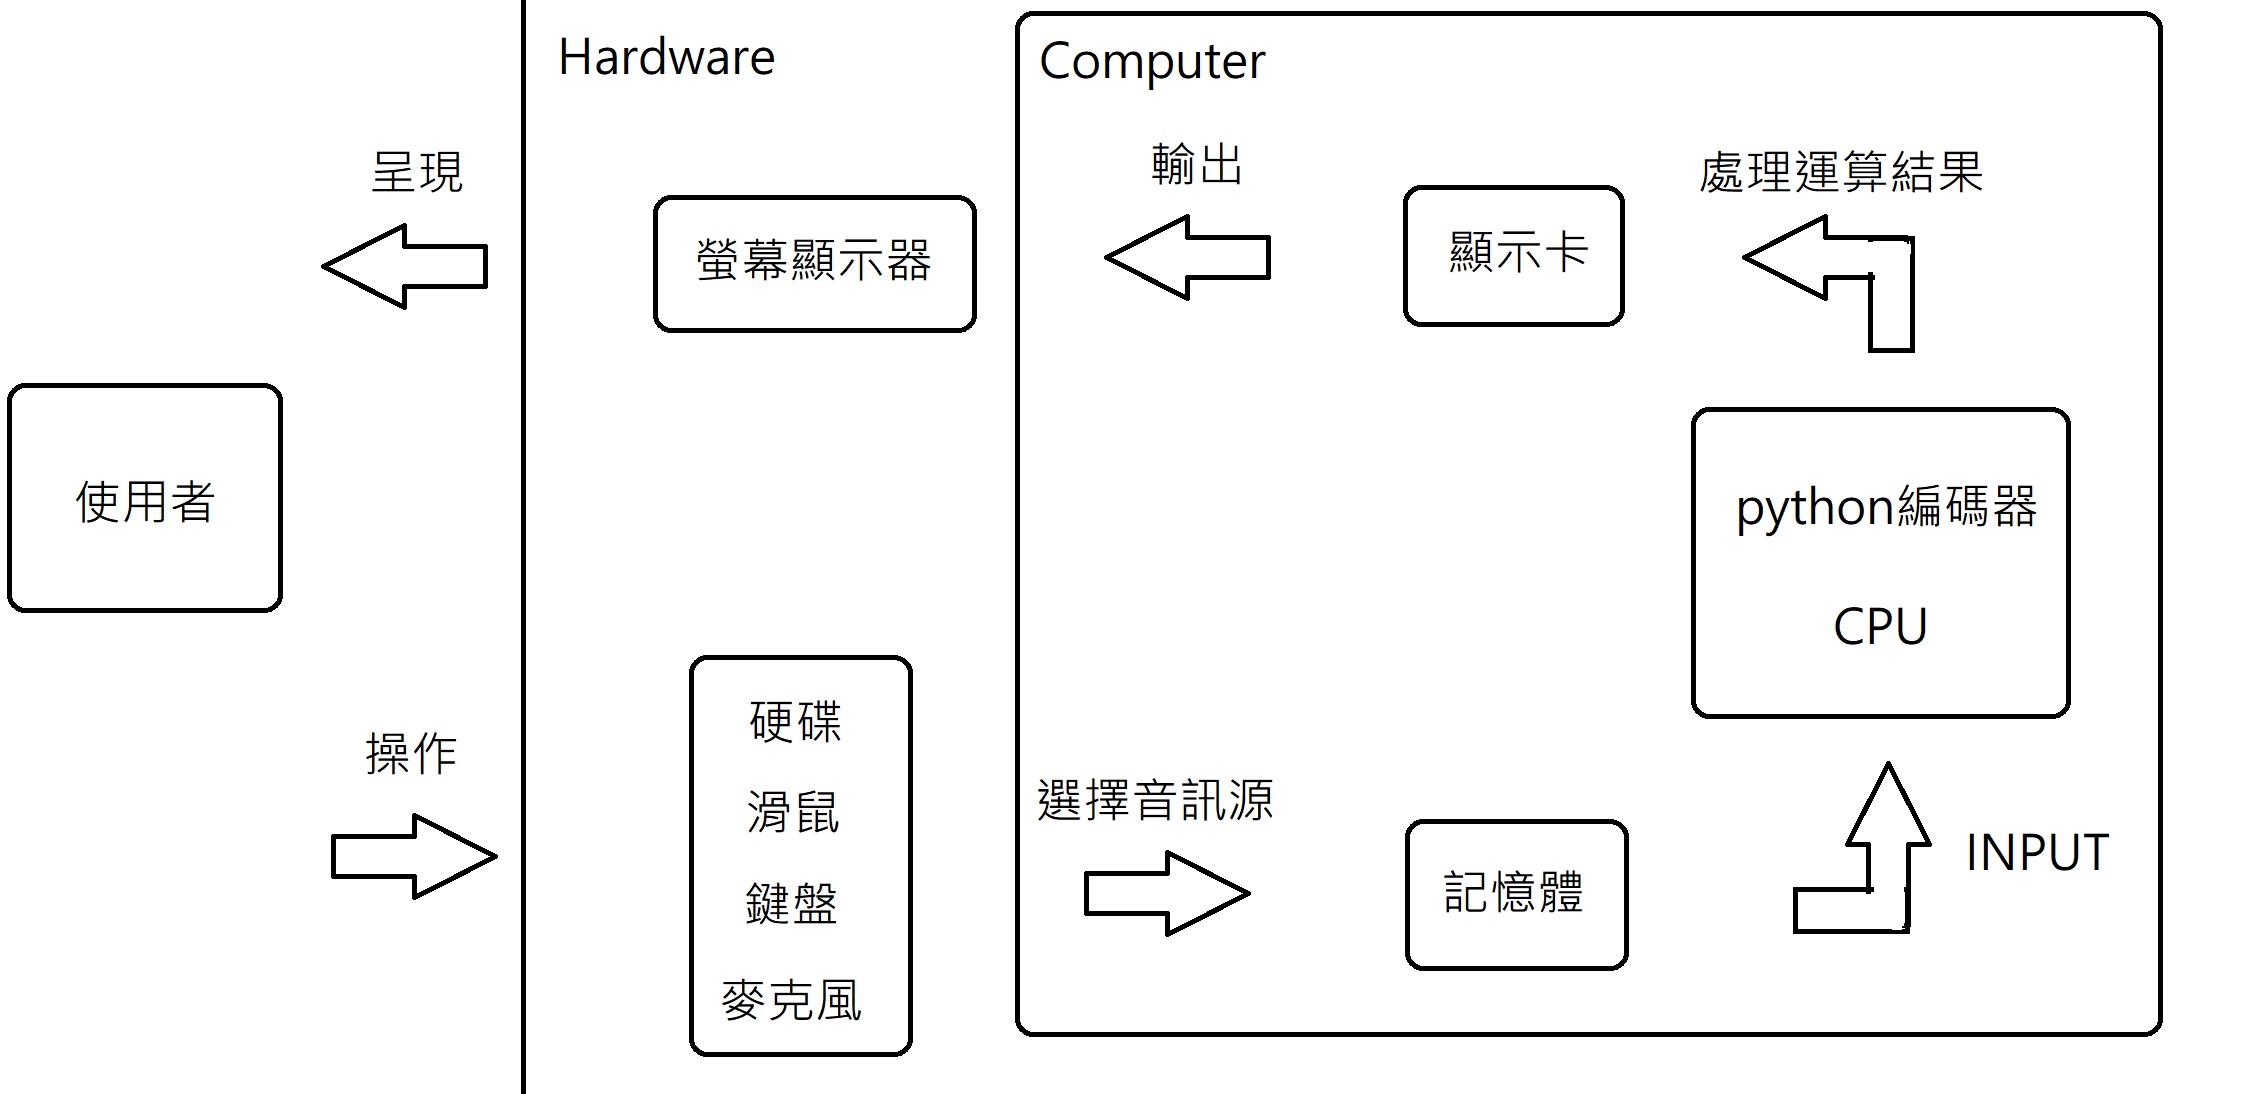 Hardware
Computer
呈現
輸出
處理運算結果
螢幕顯示器
顯示卡
使用者
python編碼器
CPU
操作
硬碟
滑鼠
鍵盤
麥克風
選擇音訊源
記憶體
INPUT